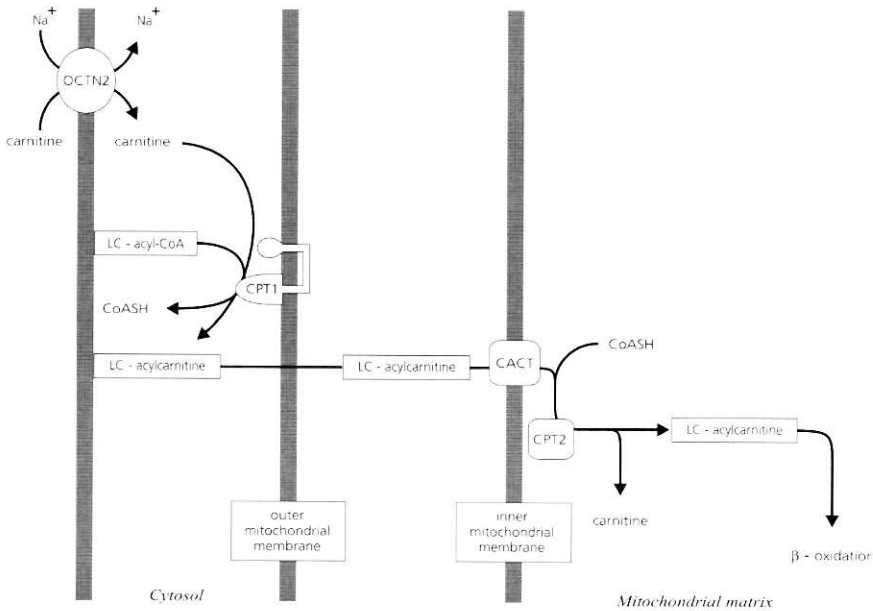 Na+
Na+
OCTN2
carnitine
carnitine
LC - acyl-CoA
CPT1
CoASH
LC - acylcarnitine
LC - acylcarnitine
CACT
CoASH
CPT2
LC - acylcarnitine
carnitine
β - oxidation
outer
mitochondrial
membrane
inner
mitochondrial
membrane
Cytosol
Mitochondrial matrix